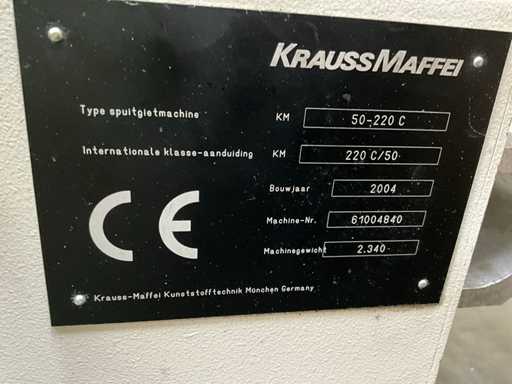 KRAUSSMAFFEI
Type spuitgietmachine KM 50-220 C
Internationale klasse-aanduiding KM 220 C/50
Bouwjaar 2004
Machine-Nr. 61004840
Machinegewicht 2.340
CE
Krauss-Maffei Kunststofftechnik München Germany